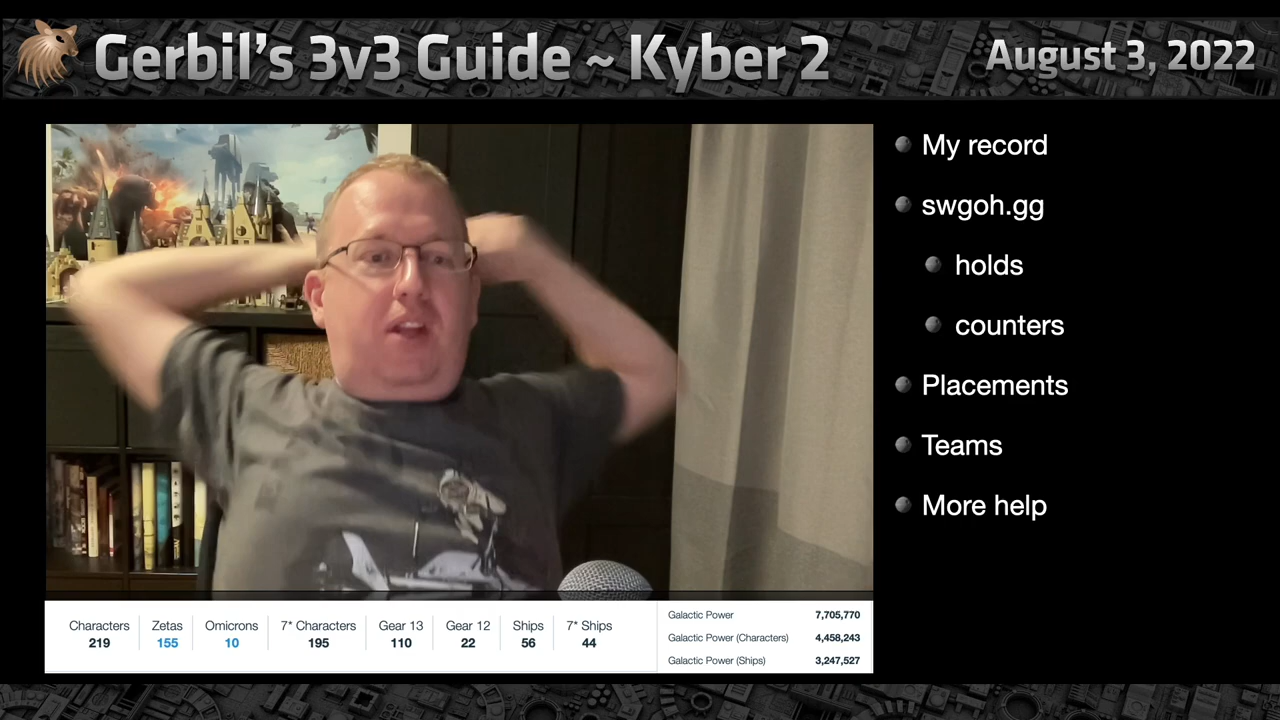 Gerbil’s 3v3 Guide ~ Kyber 2
August 3, 2022
My record
swgoh.gg
holds
counters
Placements
Teams
More help
Characters Zetas Omicrons 7* Characters Gear 13 Gear 12 Ships 7* Ships
219 155 10 195 110 22 56 44
Galactic Power 7,705,770
Galactic Power (Characters) 4,458,243
Galactic Power (Ships) 3,247,527